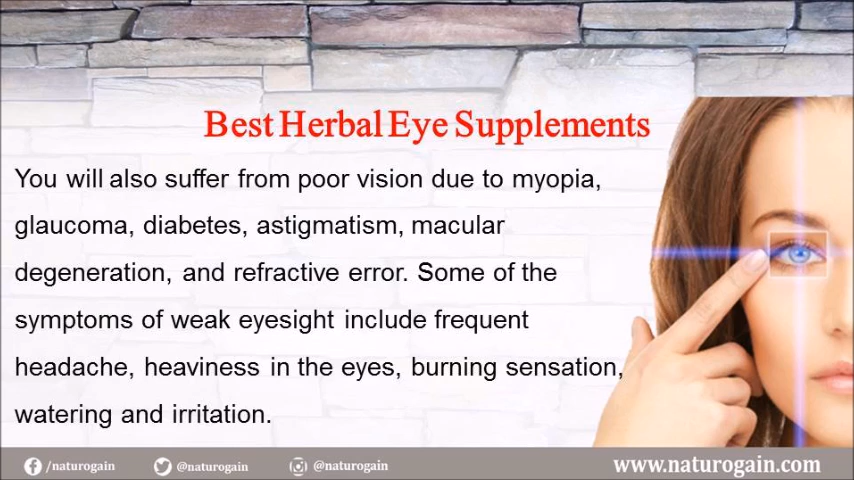 Best Herbal Eye Supplements
You will also suffer from poor vision due to myopia,
glaucoma, diabetes, astigmatism, macular
degeneration, and refractive error. Some of the
symptoms of weak eyesight include frequent
headache, heaviness in the eyes, burning sensation,
watering and irritation.
/naturogain @naturogain @naturogain www.naturogain.com